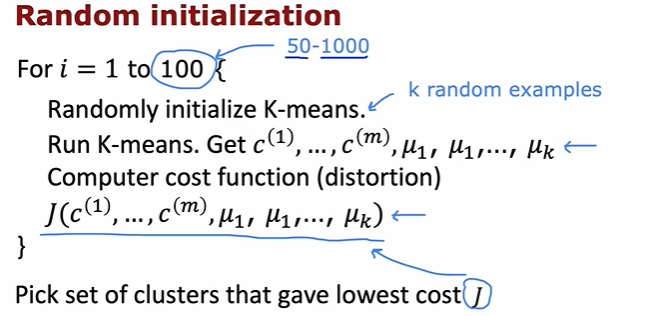 Random initialization
50-1000
For i = 1 to 100 {
k random examples
Randomly initialize K-means.
Run K-means. Get c⁽¹⁾, …, c⁽ᵐ⁾, μ₁, μ₁,…, μₖ
Computer cost function (distortion)
J(c⁽¹⁾, …, c⁽ᵐ⁾, μ₁, μ₁,…, μₖ)
}
Pick set of clusters that gave lowest cost J